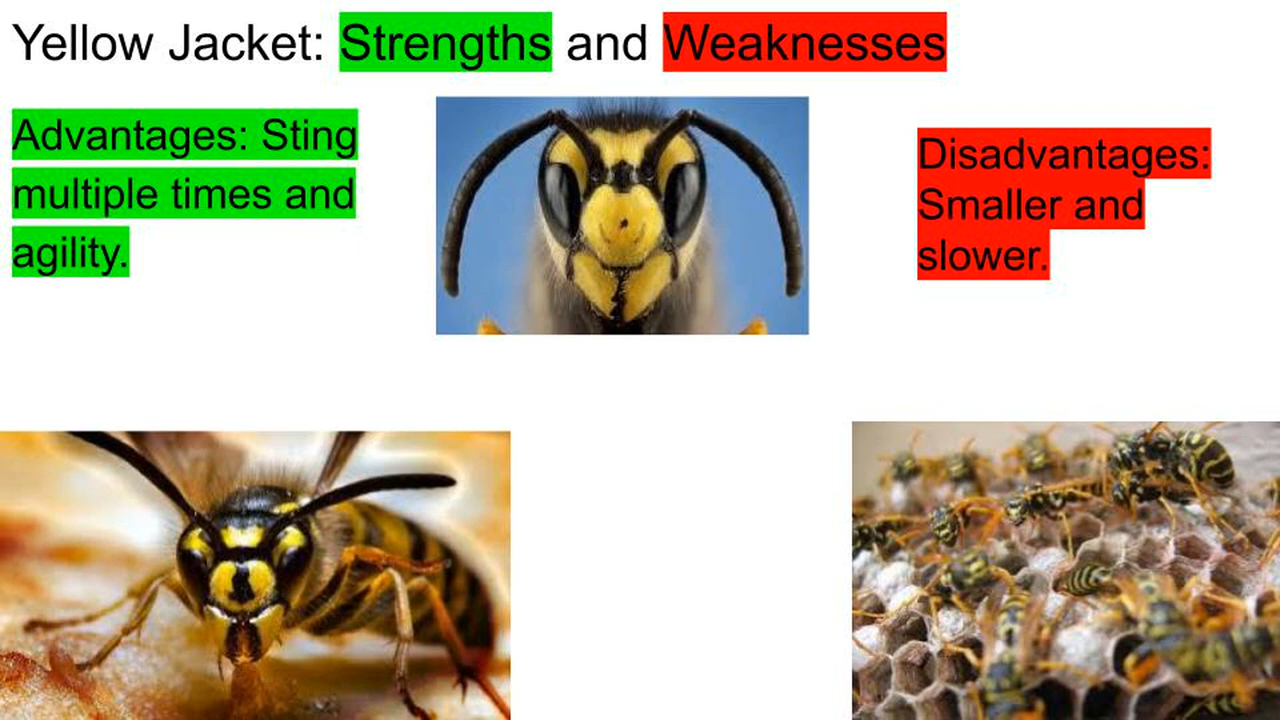 Yellow Jacket: Strengths and Weaknesses
Advantages: Sting
multiple times and
agility.
Disadvantages:
Smaller and
slower.